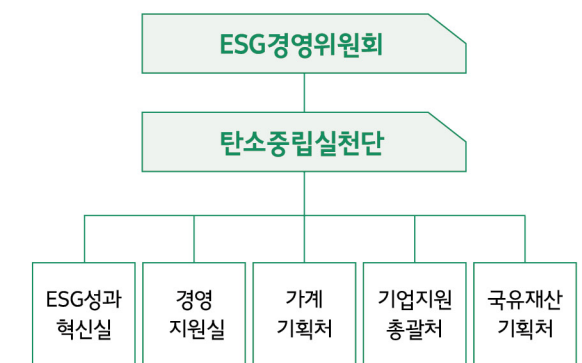 ESG경영위원회
탄소중립실천단
ESG성과
혁신실
경영
지원실
가계
기획처
기업지원
총괄처
국유재산
기획처